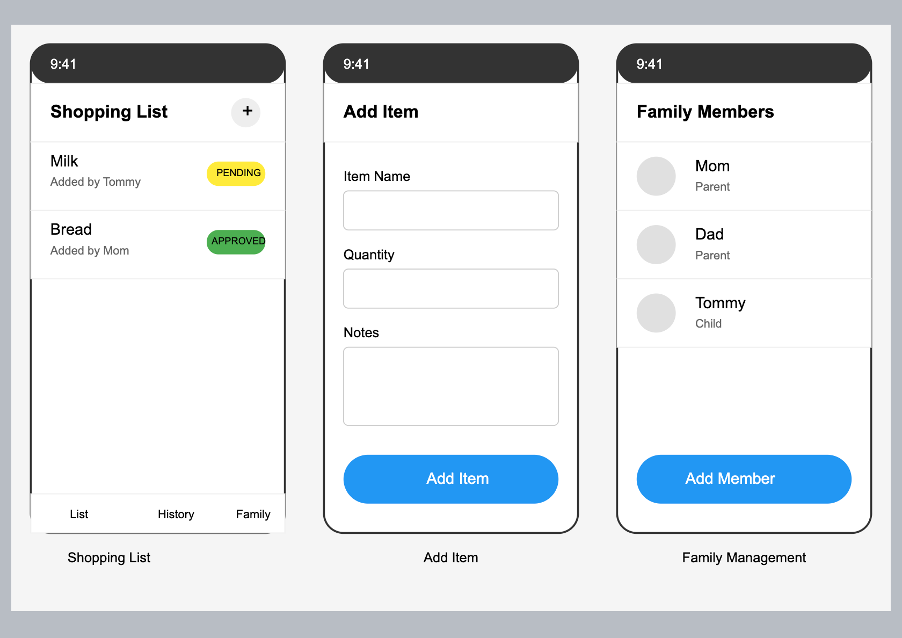 9:41
Shopping List
+
Milk
Added by Tommy
PENDING
Bread
Added by Mom
APPROVED
List
History
Family
Shopping List
9:41
Add Item
Item Name
Quantity
Notes
Add Item
Add Item
9:41
Family Members
Mom
Parent
Dad
Parent
Tommy
Child
Add Member
Family Management